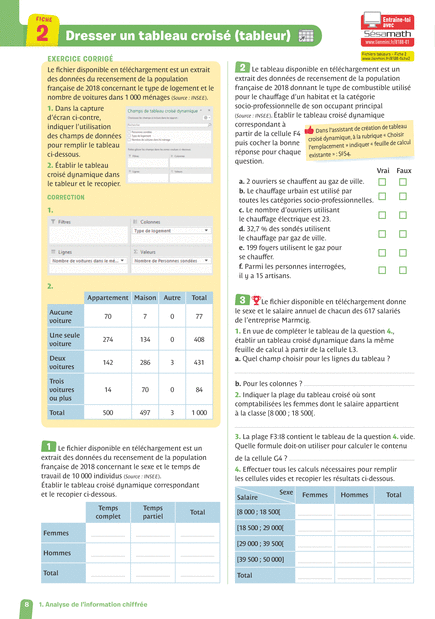 FICHE
2
Dresser un tableau croisé (tableur)
Entraine-toi
avec
Sésamath
EXERCICE CORRIGÉ
Le fichier disponible en téléchargement est un extrait
des données du recensement de la population
française de 2018 concernant le type de logement et le
nombre de voitures dans 1 000 ménages (Source : INSEE).
1. Dans la capture
d'écran ci-contre,
indiquer l'utilisation
des champs de données
pour remplir le tableau
ci-dessous.
2. Établir le tableau
croisé dynamique dans
le tableur et le recopier.
Champs de tableau croisé dynamique
CORRECTION
1.
Filtres
Colonnes
Type de logement
Lignes
Valeurs
Nombre de voitures dans le mé...
Nombre de Personnes sondées
2.
Appartement Maison Autre Total
Aucune voiture 70 7 0 77
Une seule voiture 274 134 0 408
Deux voitures 142 286 3 431
Trois voitures ou plus 14 70 0 84
Total 500 497 3 1 000
1 Le fichier disponible en téléchargement est un
extrait des données du recensement de la population
française de 2018 concernant le sexe et le temps de
travail de 10 000 individus (Source : INSEE).
Établir le tableau croisé dynamique correspondant
et le recopier ci-dessous.
Temps complet Temps partiel Total
Femmes
Hommes
Total
2 Le tableau disponible en téléchargement est un
extrait des données de recensement de la population
française de 2018 donnant le type de combustible utilisé
pour le chauffage d'un habitat et la catégorie
socio-professionnelle de son occupant principal
(Source : INSEE). Établir le tableau croisé dynamique
correspondant à
partir de la cellule F4
puis cocher la bonne
réponse pour chaque
question.
Dans l'assistant de création de tableau
croisé dynamique, à la rubrique « Choisir
l'emplacement » indiquer « feuille de calcul
existante » : $F$4.
Vrai Faux
a. 2 ouvriers se chauffent au gaz de ville.
b. Le chauffage urbain est utilisé par
toutes les catégories socio-professionnelles.
c. Le nombre d'ouvriers utilisant
le chauffage électrique est 23.
d. 32,7 % des sondés utilisent
le chauffage par gaz de ville.
e. 199 foyers utilisent le gaz pour
se chauffer.
f. Parmi les personnes interrogées,
il y a 15 artisans.
3 Le fichier disponible en téléchargement donne
le sexe et le salaire annuel de chacun des 617 salariés
de l'entreprise Marmcig.
1. En vue de compléter le tableau de la question 4.,
établir un tableau croisé dynamique dans la même
feuille de calcul à partir de la cellule L3.
a. Quel champ choisir pour les lignes du tableau ?
b. Pour les colonnes ?
2. Indiquer la plage du tableau croisé où sont
comptabilisées les femmes dont le salaire appartient
à la classe [8 000 ; 18 500[.
3. La plage F3:I8 contient le tableau de la question 4. vide.
Quelle formule doit-on utiliser pour calculer le contenu
de la cellule G4 ?
4. Effectuer tous les calculs nécessaires pour remplir
les cellules vides et recopier les résultats ci-dessous.
Sexe
Salaire
Femmes Hommes Total
[8 000 ; 18 500[
[18 500 ; 29 000[
[29 000 ; 39 500[
[39 500 ; 50 000]
Total
8 1. Analyse de l'information chiffrée